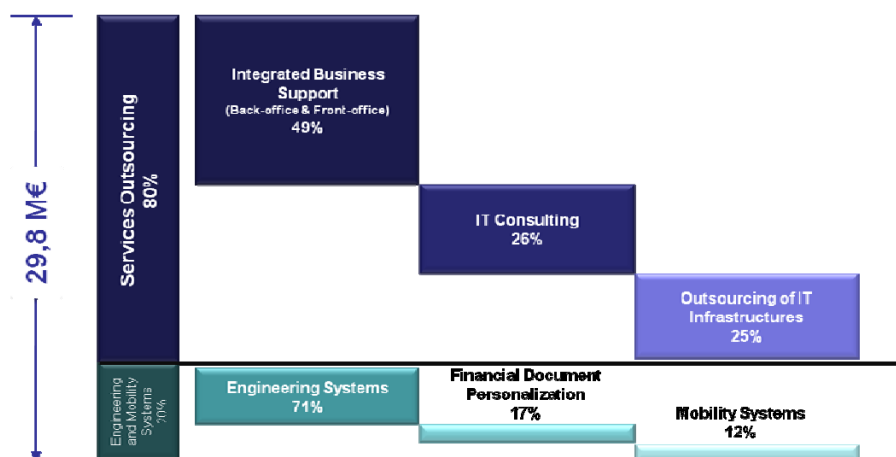 29,8 M€
Services Outsourcing
80%
Integrated Business
Support
(Back-office & Front-office)
49%
IT Consulting
26%
Outsourcing of IT
Infrastructures
25%
Engineering
and Mobility
Systems
20%
Engineering Systems
71%
Financial Document
Personalization
17%
Mobility Systems
12%